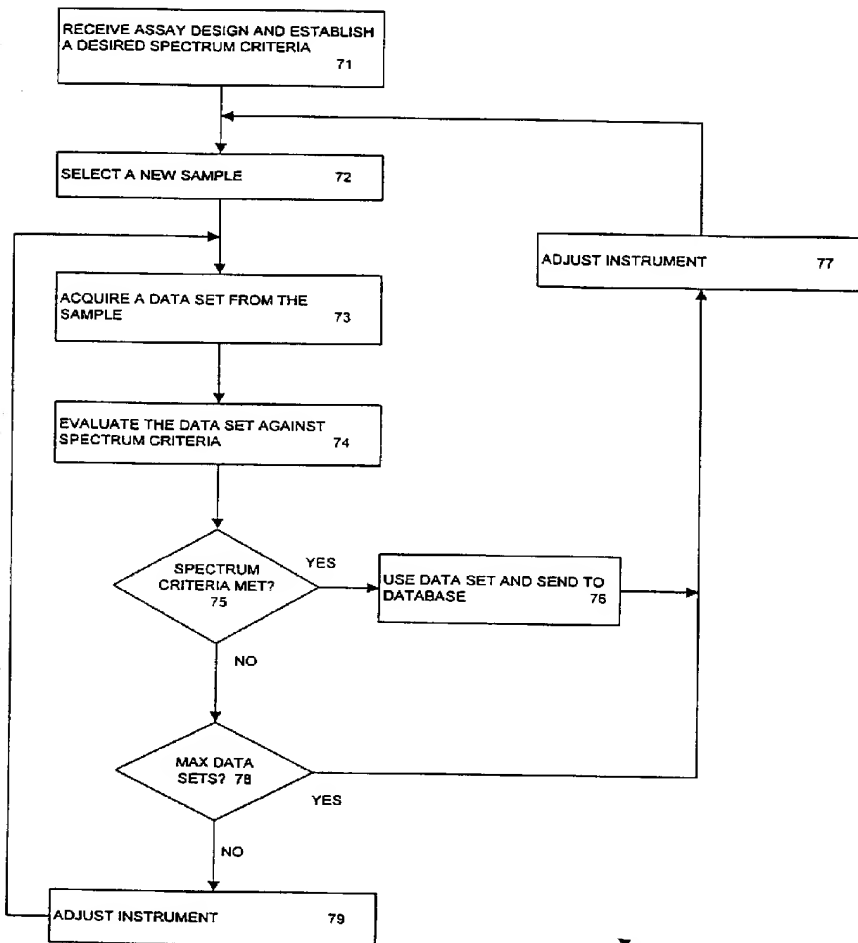 RECEIVE ASSAY DESIGN AND ESTABLISH
A DESIRED SPECTRUM CRITERIA
71
SELECT A NEW SAMPLE 72
ADJUST INSTRUMENT 77
ACQUIRE A DATA SET FROM THE
SAMPLE 73
EVALUATE THE DATA SET AGAINST
SPECTRUM CRITERIA 74
SPECTRUM
CRITERIA MET?
75
YES
USE DATA SET AND SEND TO
DATABASE 76
NO
MAX DATA
SETS? 78
YES
NO
ADJUST INSTRUMENT 79